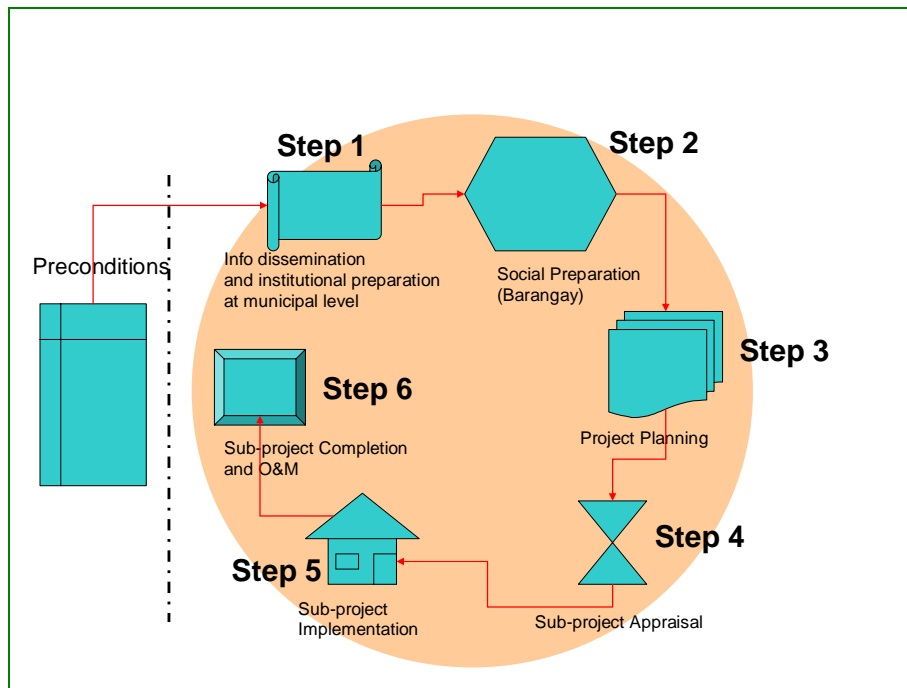 Preconditions
Step 1
Info dissemination
and institutional preparation
at municipal level
Step 2
Social Preparation
(Barangay)
Step 3
Project Planning
Step 4
Sub-project Appraisal
Step 5
Sub-project
Implementation
Step 6
Sub-project Completion
and O&M